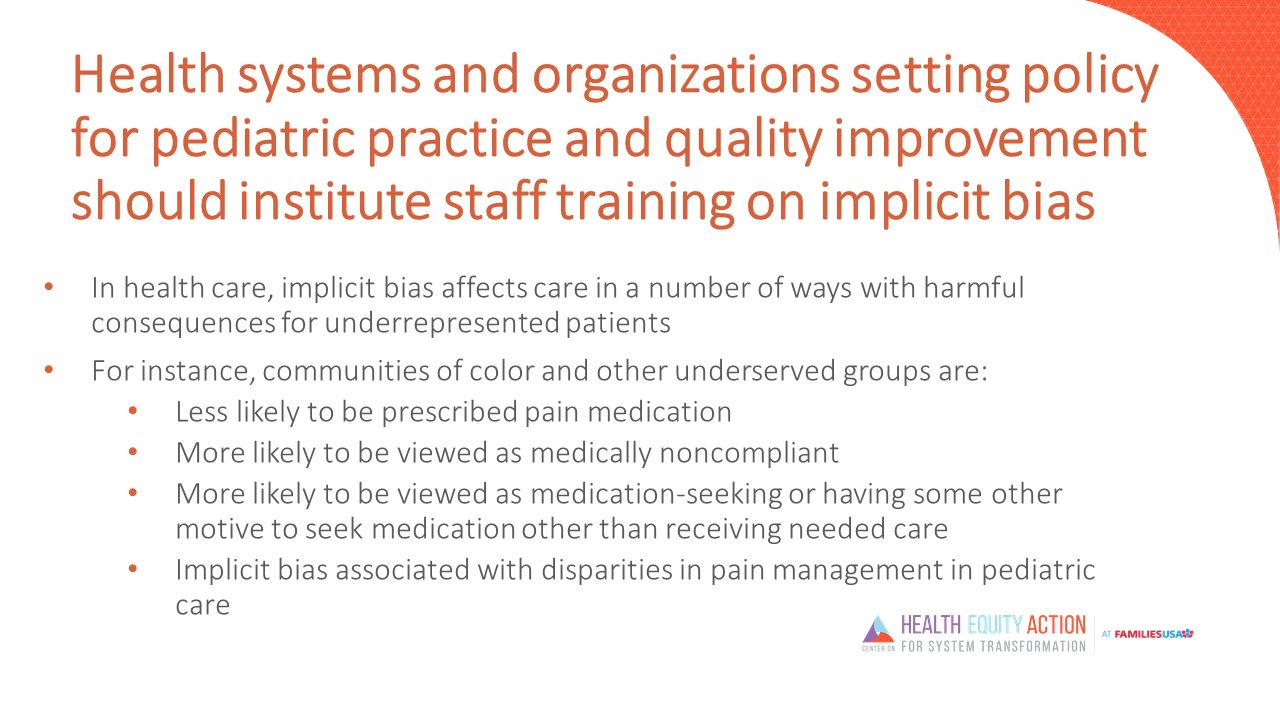 Health systems and organizations setting policy
for pediatric practice and quality improvement
should institute staff training on implicit bias
• In health care, implicit bias affects care in a number of ways with harmful
consequences for underrepresented patients
• For instance, communities of color and other underserved groups are:
• Less likely to be prescribed pain medication
• More likely to be viewed as medically noncompliant
• More likely to be viewed as medication-seeking or having some other
motive to seek medication other than receiving needed care
• Implicit bias associated with disparities in pain management in pediatric
care
HEALTH EQUITY ACTION
CENTER ON FOR SYSTEM TRANSFORMATION
AT FAMILIESUSA